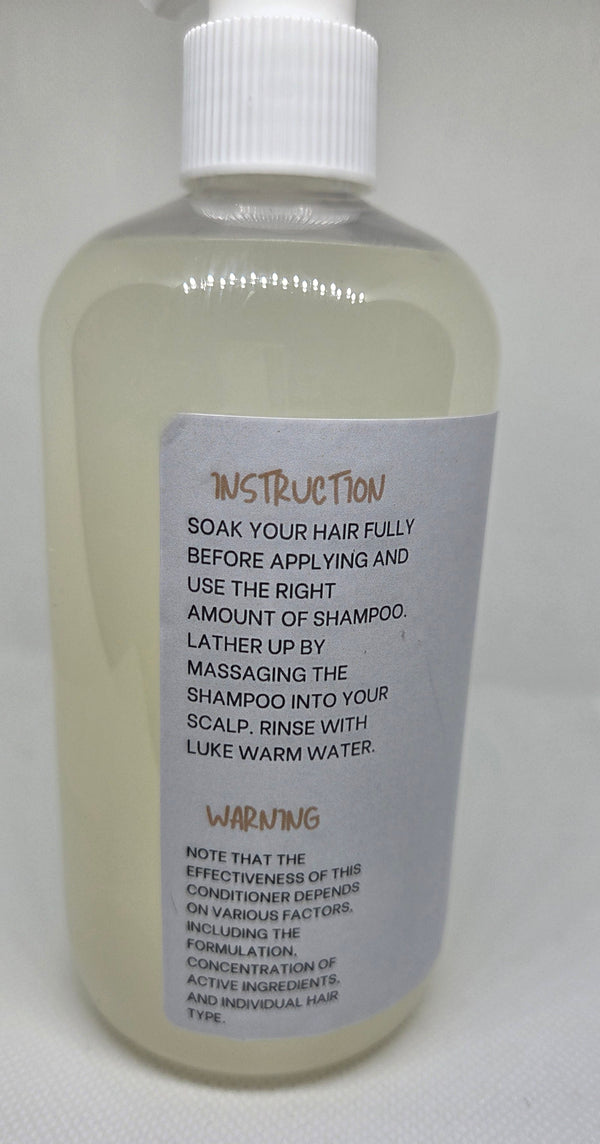 INSTRUCTION
SOAK YOUR HAIR FULLY
BEFORE APPLYING AND
USE THE RIGHT
AMOUNT OF SHAMPOO.
LATHER UP BY
MASSAGING THE
SHAMPOO INTO YOUR
SCALP. RINSE WITH
LUKE WARM WATER.
WARNING
NOTE THAT THE
EFFECTIVENESS OF THIS
CONDITIONER DEPENDS
ON VARIOUS FACTORS,
INCLUDING THE
FORMULATION,
CONCENTRATION OF
ACTIVE INGREDIENTS,
AND INDIVIDUAL HAIR
TYPE.